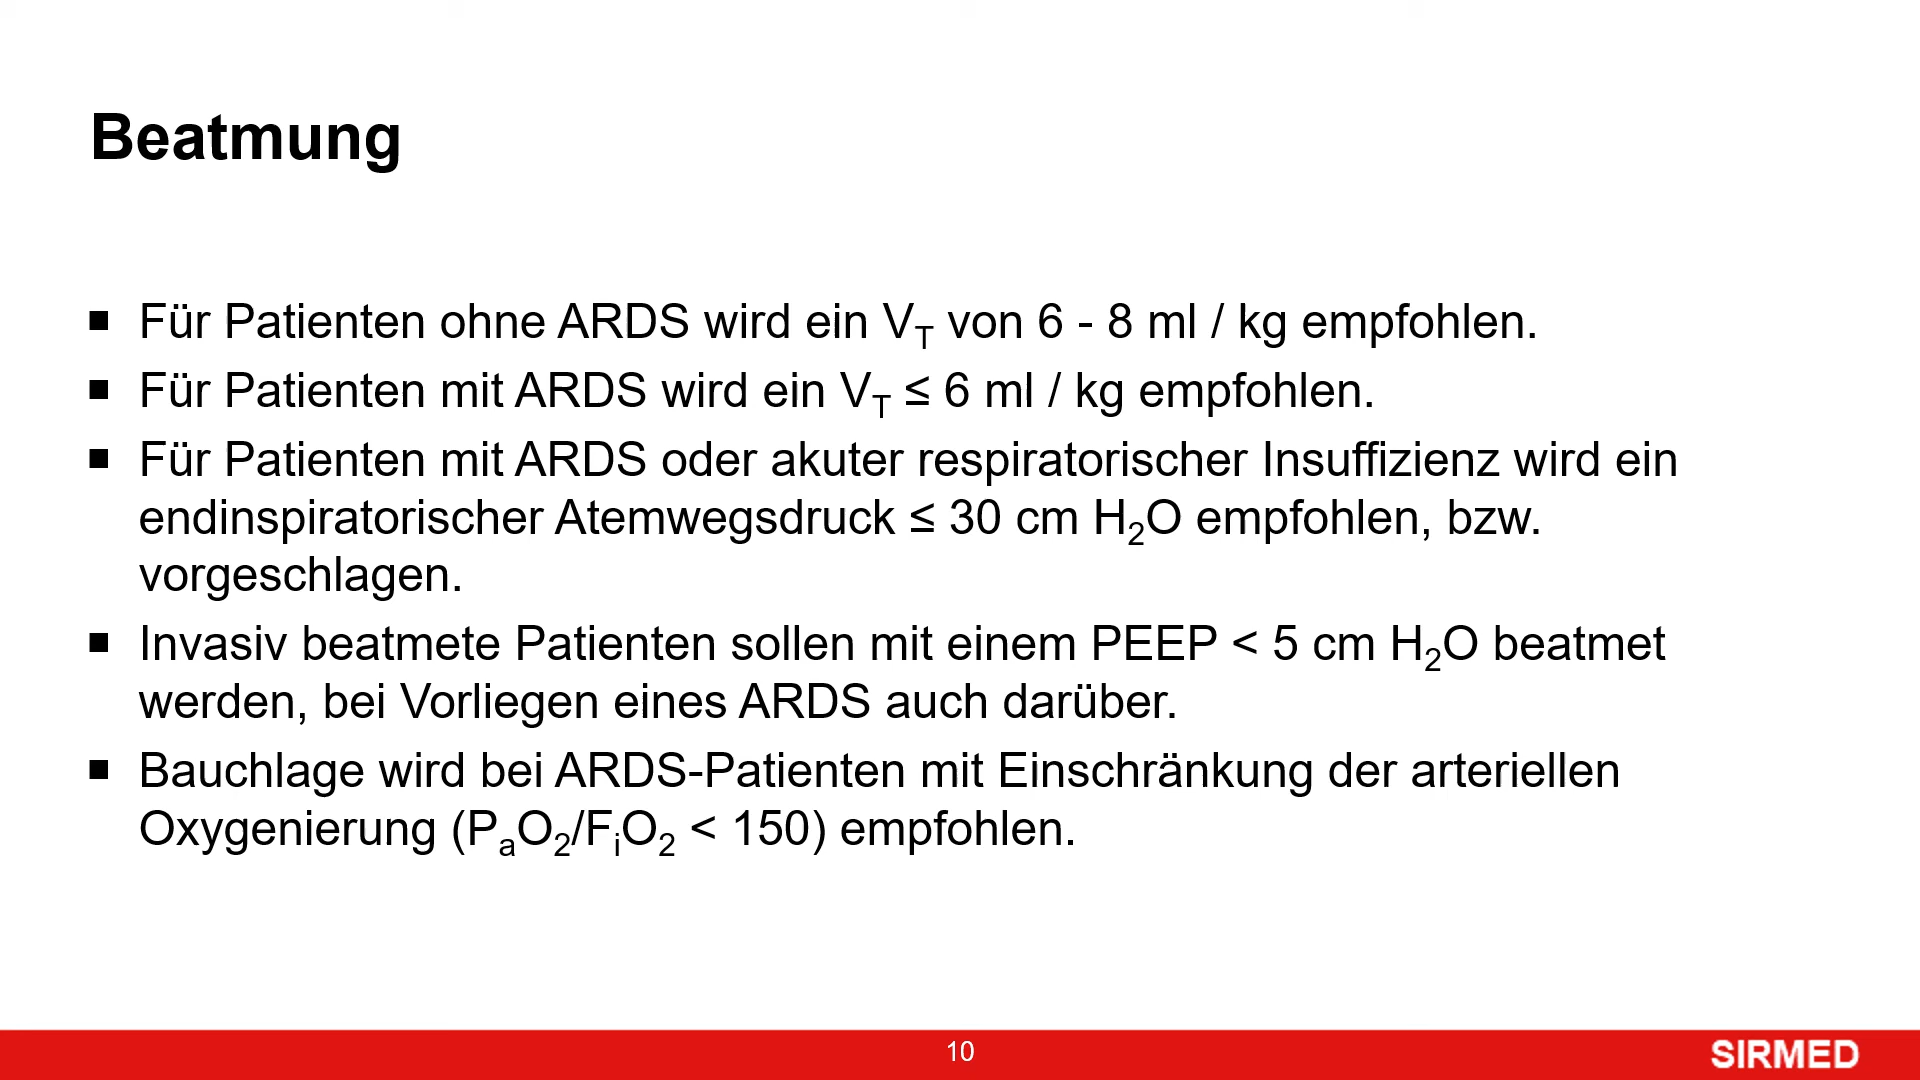 Beatmung
▪ Für Patienten ohne ARDS wird ein V_T von 6 - 8 ml / kg empfohlen.
▪ Für Patienten mit ARDS wird ein V_T ≤ 6 ml / kg empfohlen.
▪ Für Patienten mit ARDS oder akuter respiratorischer Insuffizienz wird ein
endinspiratorischer Atemwegsdruck ≤ 30 cm H₂O empfohlen, bzw.
vorgeschlagen.
▪ Invasiv beatmete Patienten sollen mit einem PEEP < 5 cm H₂O beatmet
werden, bei Vorliegen eines ARDS auch darüber.
▪ Bauchlage wird bei ARDS-Patienten mit Einschränkung der arteriellen
Oxygenierung (PₐO₂/FᵢO₂ < 150) empfohlen.
10
SIRMED